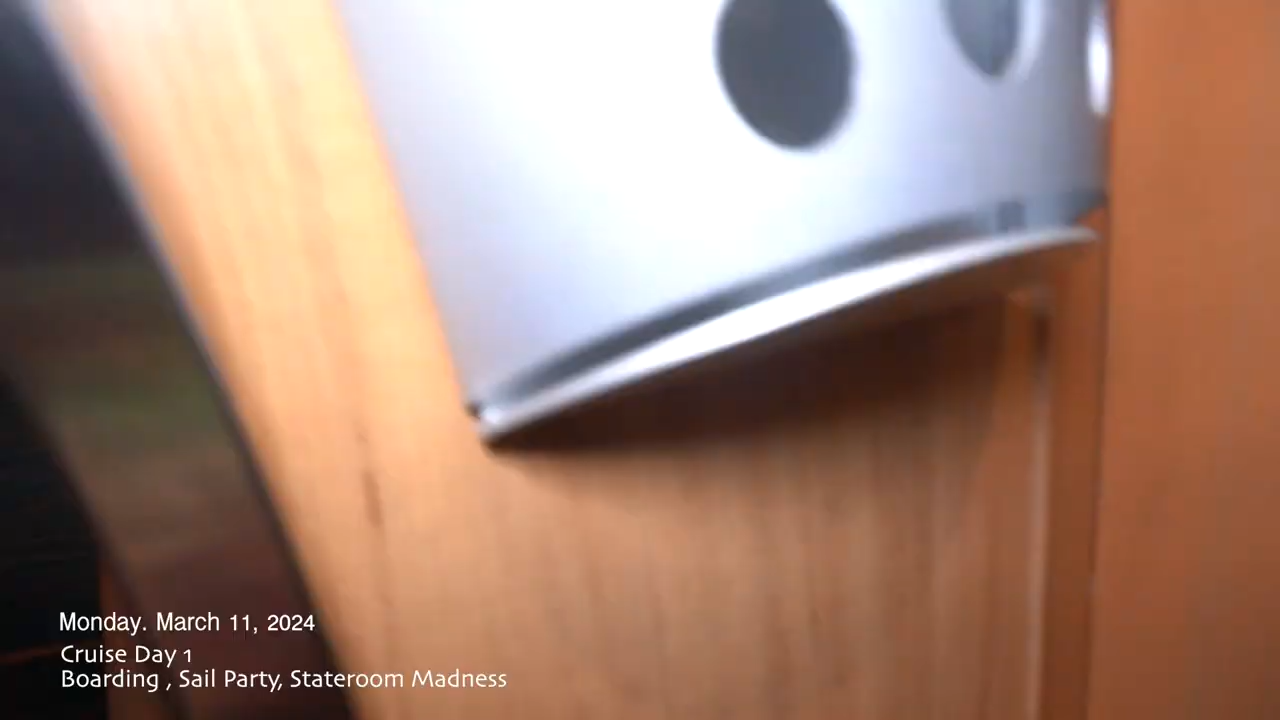 Monday. March 11, 2024
Cruise Day 1
Boarding , Sail Party, Stateroom Madness